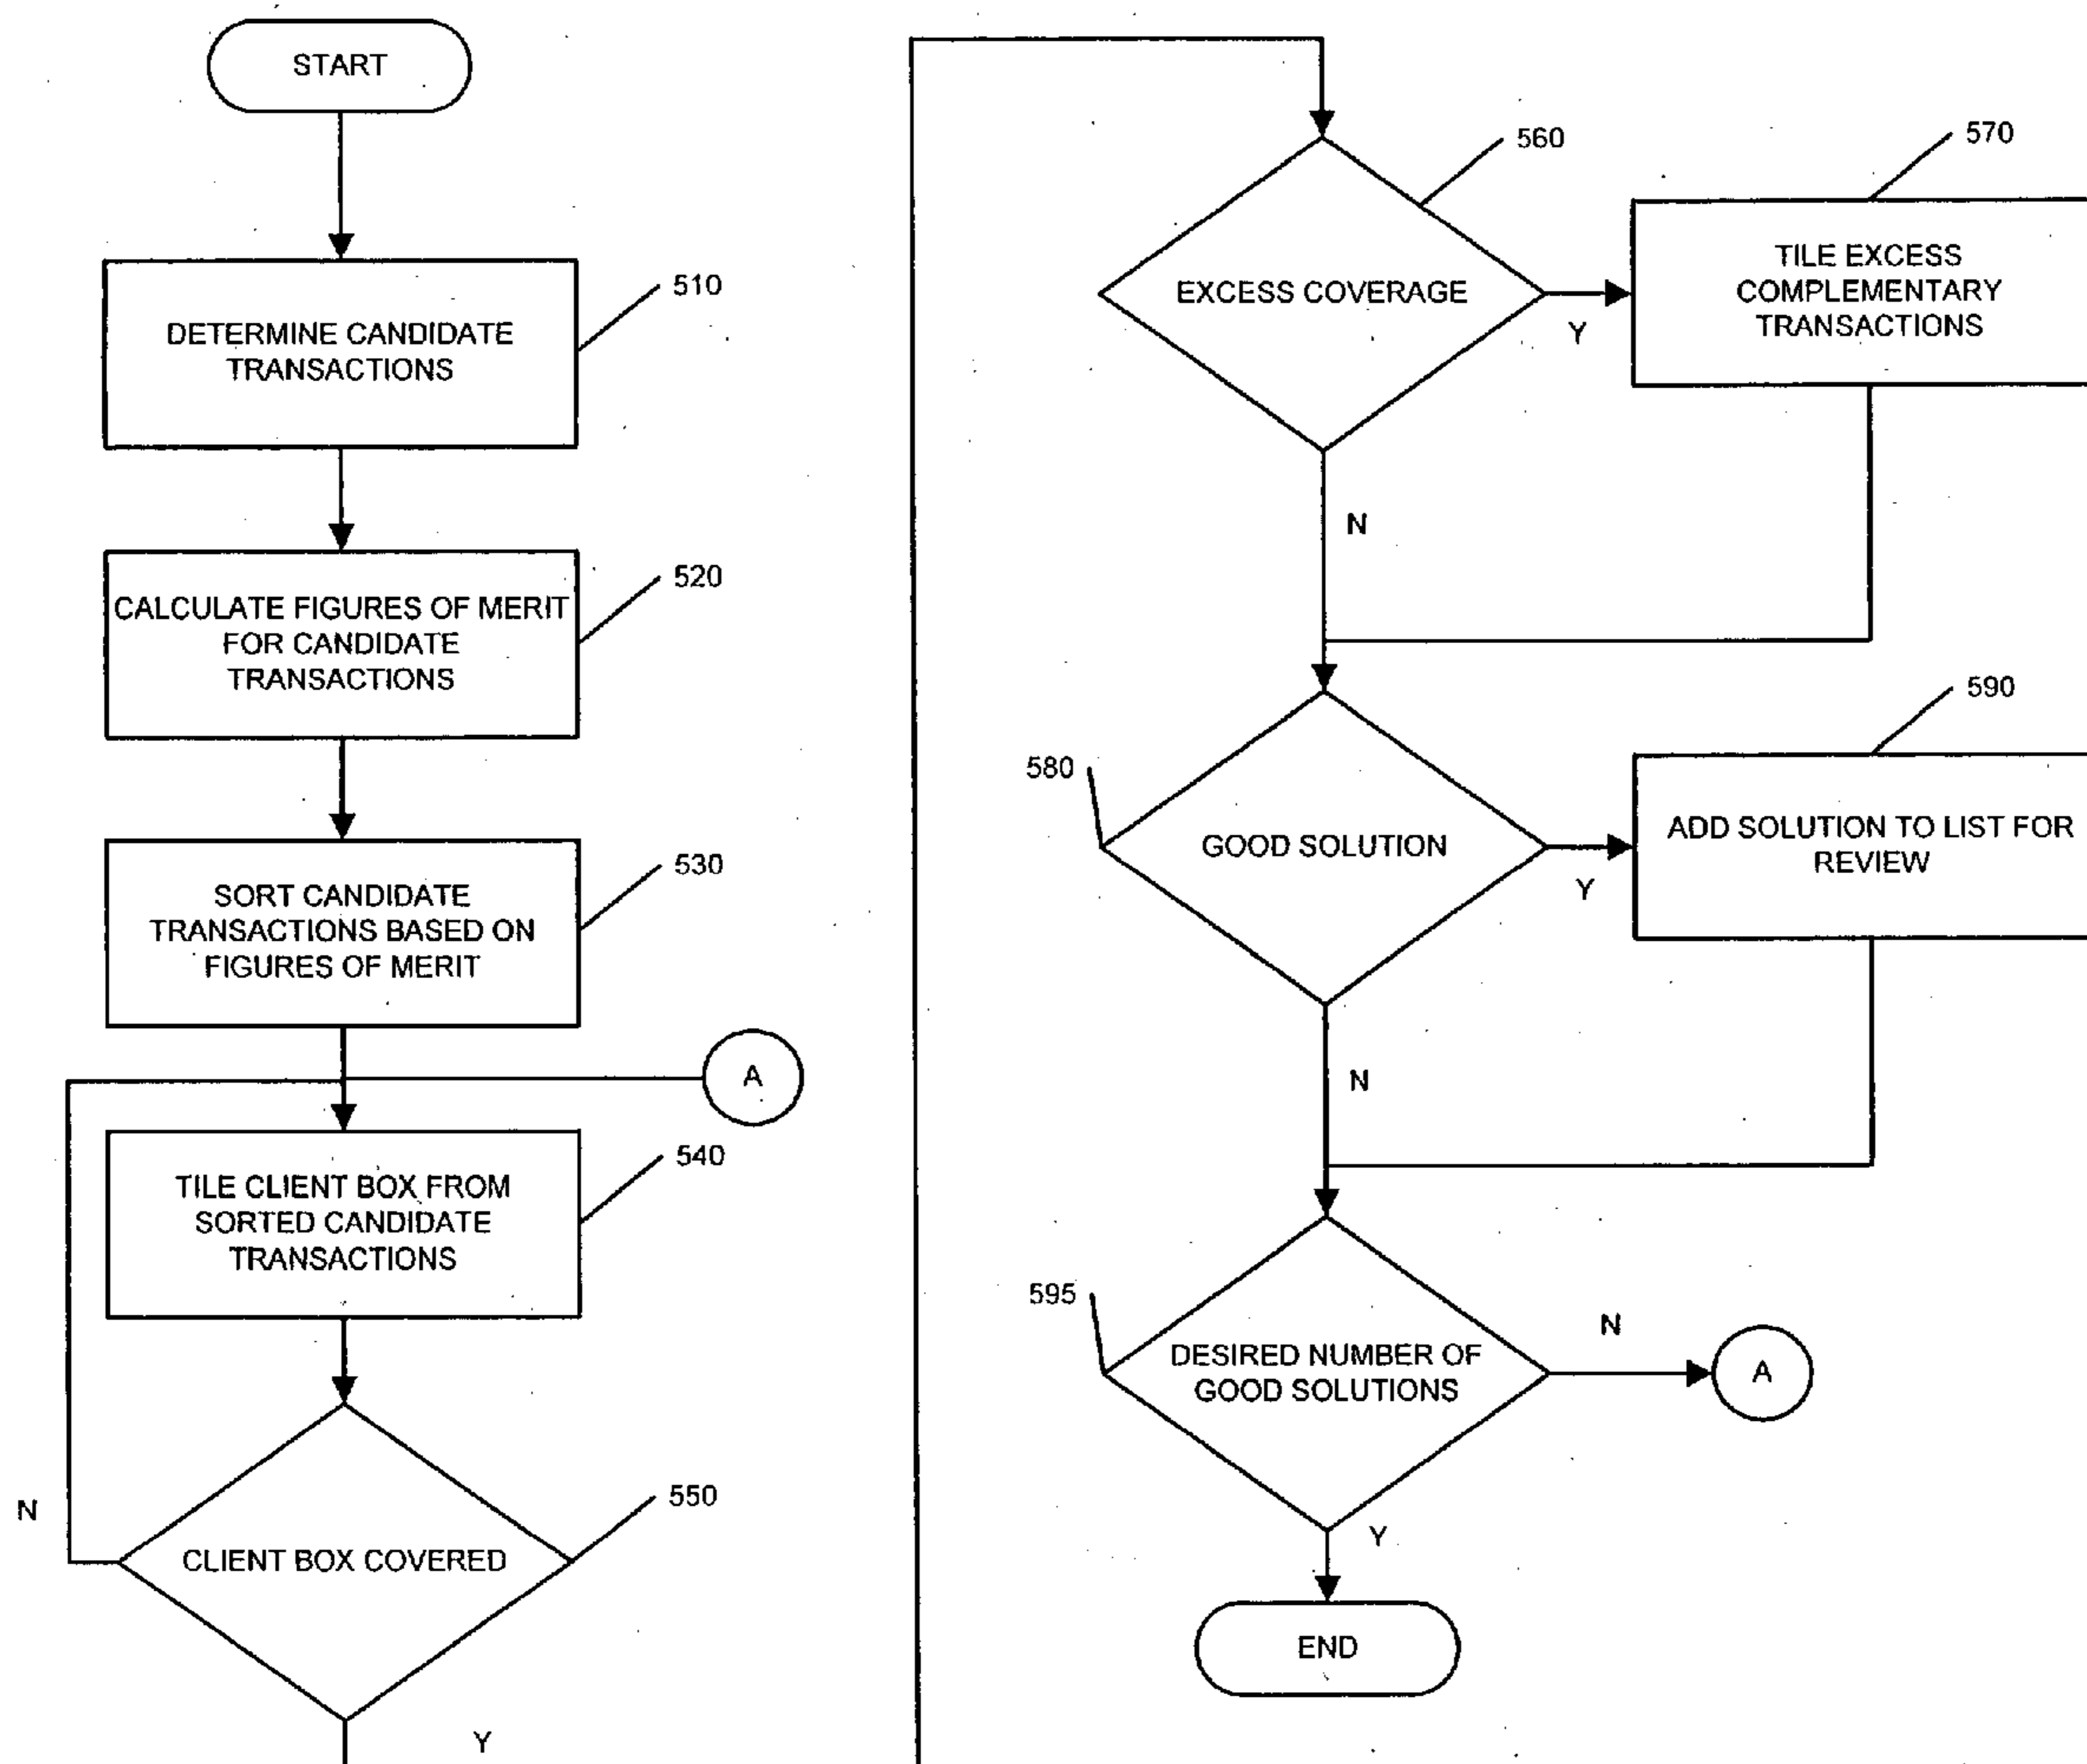 START
510
DETERMINE CANDIDATE
TRANSACTIONS
520
CALCULATE FIGURES OF MERIT
FOR CANDIDATE
TRANSACTIONS
530
SORT CANDIDATE
TRANSACTIONS BASED ON
FIGURES OF MERIT
A
540
TILE CLIENT BOX FROM
SORTED CANDIDATE
TRANSACTIONS
550
N
CLIENT BOX COVERED
Y
560
EXCESS COVERAGE
Y
N
570
TILE EXCESS
COMPLEMENTARY
TRANSACTIONS
580
GOOD SOLUTION
Y
N
590
ADD SOLUTION TO LIST FOR
REVIEW
595
DESIRED NUMBER OF
GOOD SOLUTIONS
N
A
Y
END